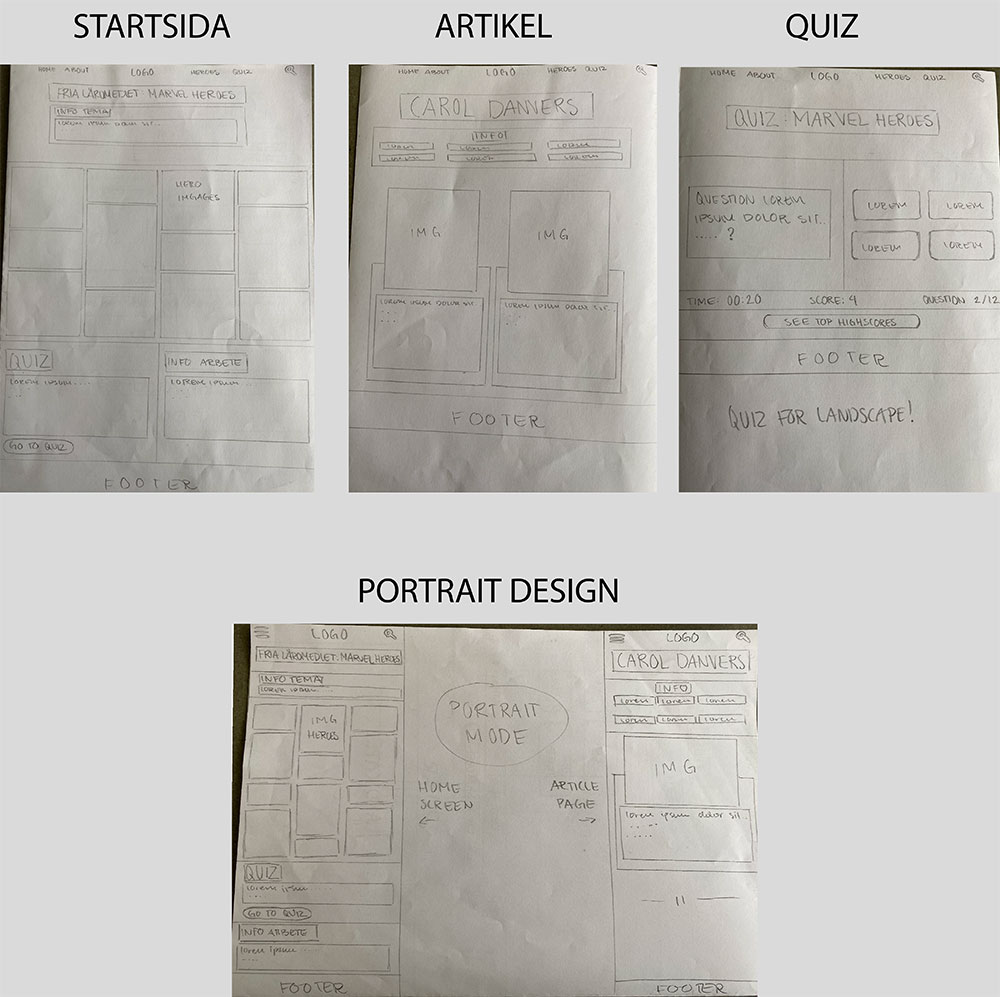 STARTSIDA
HOME ABOUT LOGO HEROES QUIZ
FRIA LÄROMEDLET: MARVEL HEROES
INFO TEMA
LOREM IPSUM DOLOR SIT..
HERO
IMGAGES
QUIZ
LOREM IPSUM....
...
GO TO QUIZ
INFO ARBETE
LOREM IPSUM
...
FOOTER
ARTIKEL
HOME ABOUT LOGO HEROES QUIZ
CAROL DANVERS
INFO
LOREM LOREM LOREM
LOREM LOREM LOREM
IMG IMG
LOREM IPSUM DOLOR SIT
LOREM IPSUM DOLOR SIT.
FOOTER
QUIZ
HOME ABOUT LOGO HEROES QUIZ
QUIZ: MARVEL HEROES
QUESTION LOREM
IPSUM DOLOR SIT...
..... ?
LOREM LOREM
LOREM LOREM
TIME: 00:20 SCORE: 4 QUESTION 2/12
SEE TOP HIGHSCORES
FOOTER
QUIZ FOR LANDSCAPE!
PORTRAIT DESIGN
LOGO
FRIA LÄROMEDLET: MARVEL HEROES
INFO TEMA
LOREM IPSUM
IMG
HEROES
QUIZ
lorem ipsum ...
...
GO TO QUIZ
INFO ARBETE
lorem ipsum ...
....
FOOTER
PORTRAIT
MODE
HOME
SCREEN
←
ARTICLE
PAGE
→
LOGO
CAROL DANVERS
INFO
lorem lorem lorem
lorem lorem lorem
IMG
lorem ipsum dolor sit..
— 11 —
FOOTER